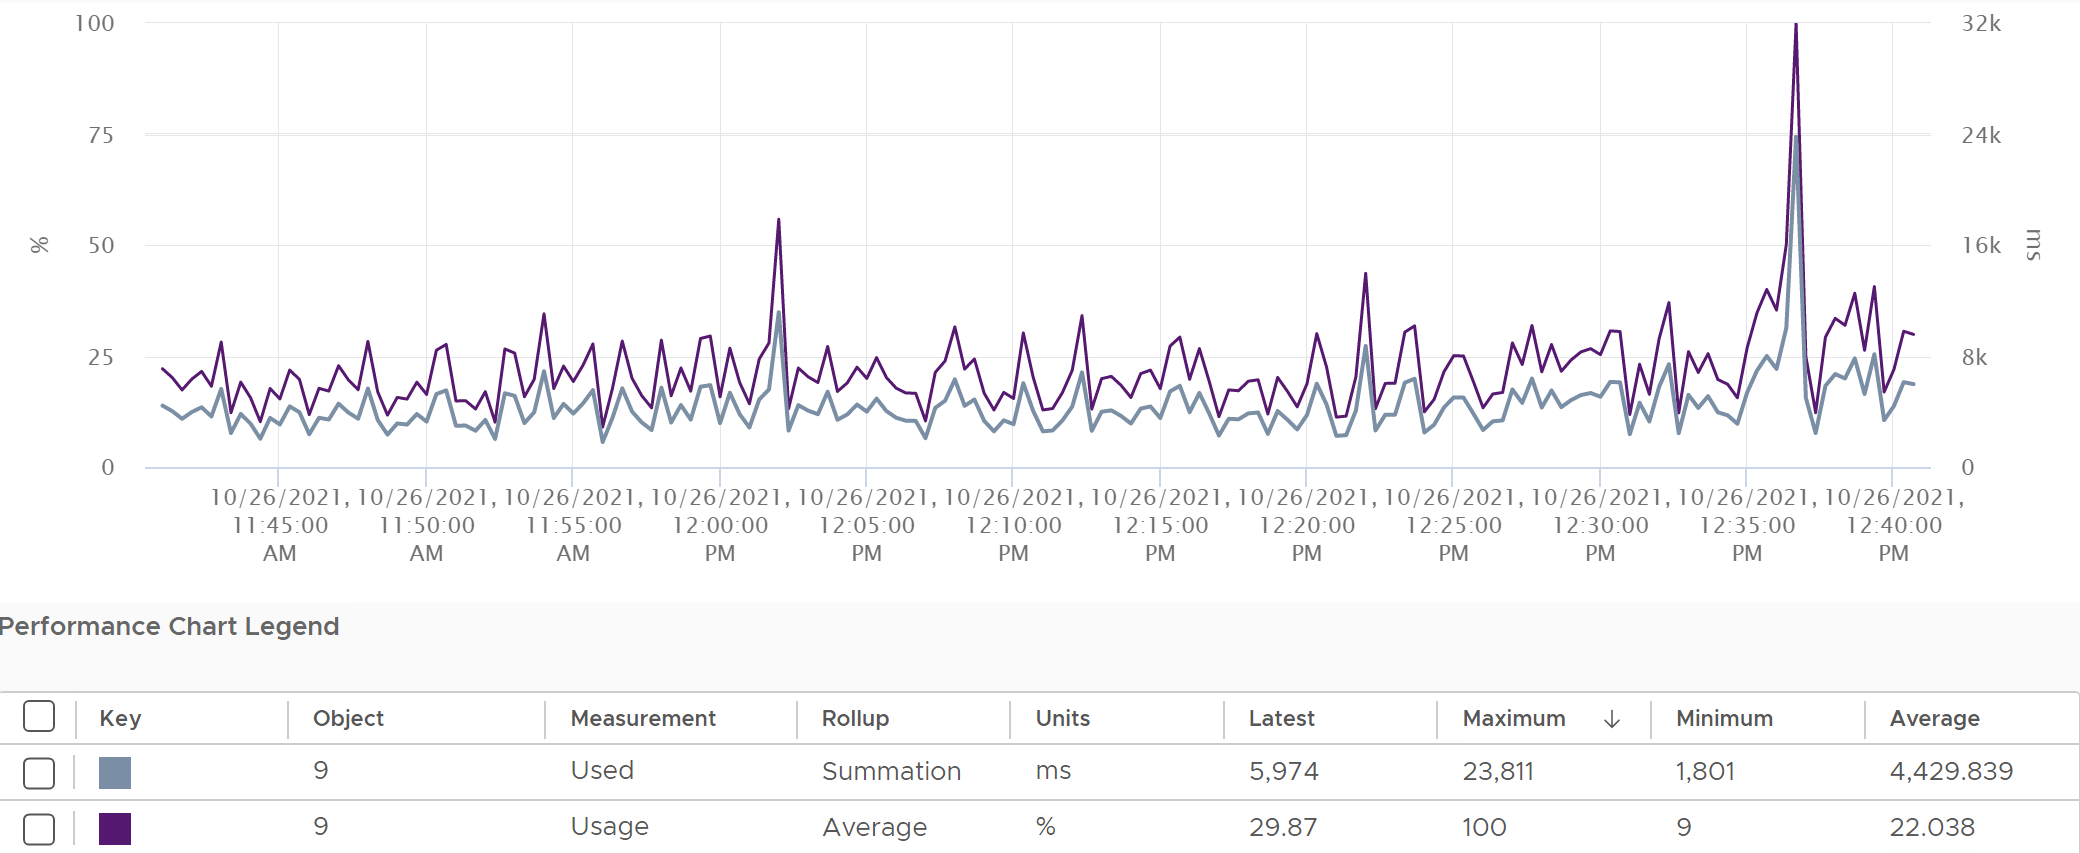 100
75
50
25
0
%
32k
24k
16k
8k
0
ms
10/26/2021, 10/26/2021, 10/26/2021, 10/26/2021, 10/26/2021, 10/26/2021, 10/26/2021, 10/26/2021, 10/26/2021, 10/26/2021, 10/26/2021, 10/26/2021,
11:45:00 11:50:00 11:55:00 12:00:00 12:05:00 12:10:00 12:15:00 12:20:00 12:25:00 12:30:00 12:35:00 12:40:00
AM AM AM PM PM PM PM PM PM PM PM PM
Performance Chart Legend
Key Object Measurement Rollup Units Latest Maximum ↓ Minimum Average
9 Used Summation ms 5,974 23,811 1,801 4,429.839
9 Usage Average % 29.87 100 9 22.038